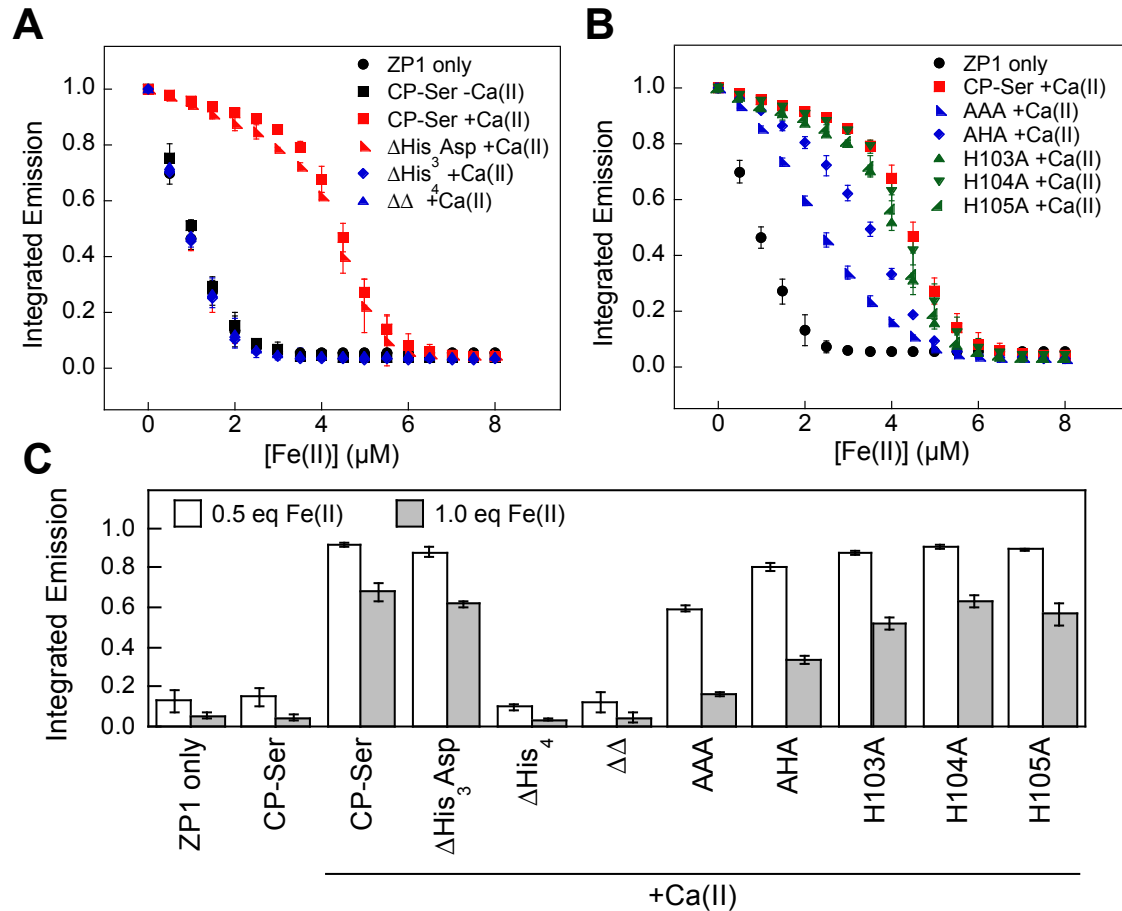 A
ZP1 only
CP-Ser -Ca(II)
CP-Ser +Ca(II)
ΔHis Asp +Ca(II)
ΔHis³ +Ca(II)
ΔΔ ⁴+Ca(II)
1.0
0.8
0.6
0.4
0.2
0.0
Integrated Emission
0 2 4 6 8
[Fe(II)] (µM)
B
ZP1 only
CP-Ser +Ca(II)
AAA +Ca(II)
AHA +Ca(II)
H103A +Ca(II)
H104A +Ca(II)
H105A +Ca(II)
1.0
0.8
0.6
0.4
0.2
0.0
Integrated Emission
0 2 4 6 8
[Fe(II)] (µM)
C
0.5 eq Fe(II) 1.0 eq Fe(II)
1.0
0.8
0.6
0.4
0.2
0.0
Integrated Emission
ZP1 only
CP-Ser
CP-Ser
ΔHis₃Asp
ΔHis₄
ΔΔ
AAA
AHA
H103A
H104A
H105A
+Ca(II)